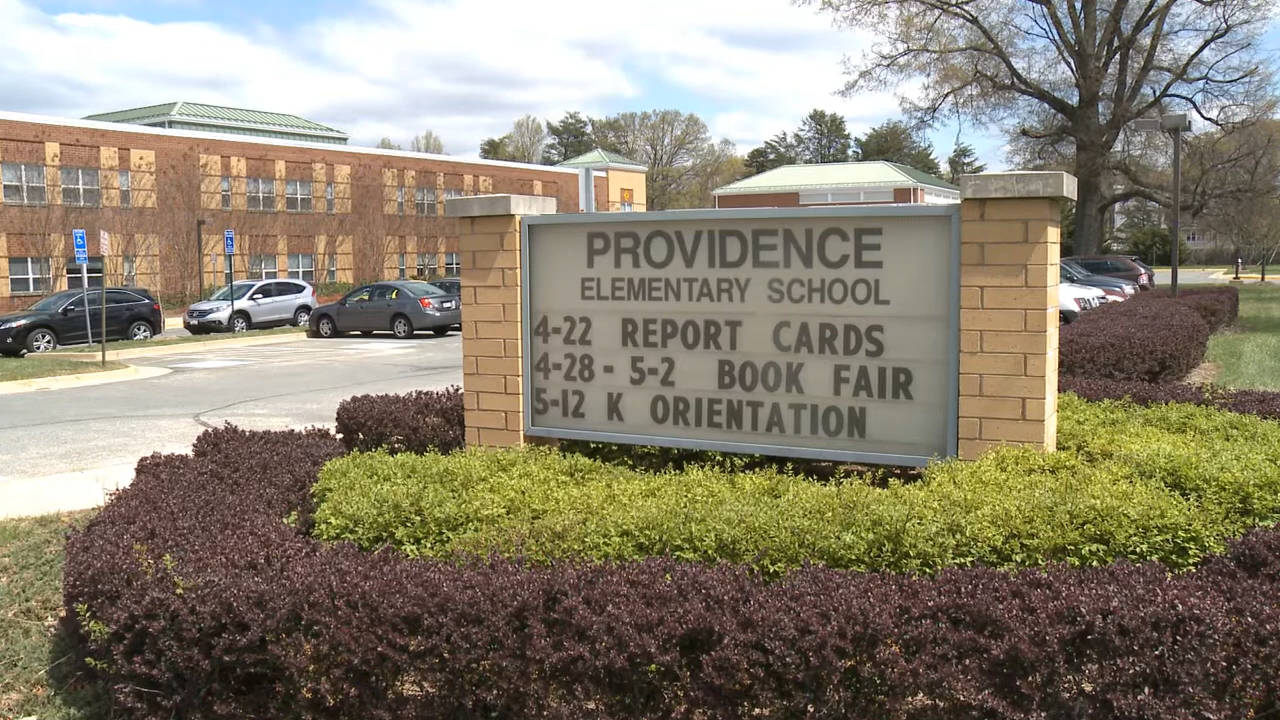 PROVIDENCE
ELEMENTARY SCHOOL
4-22 REPORT CARDS
4-28 - 5-2 BOOK FAIR
5-12 K ORIENTATION